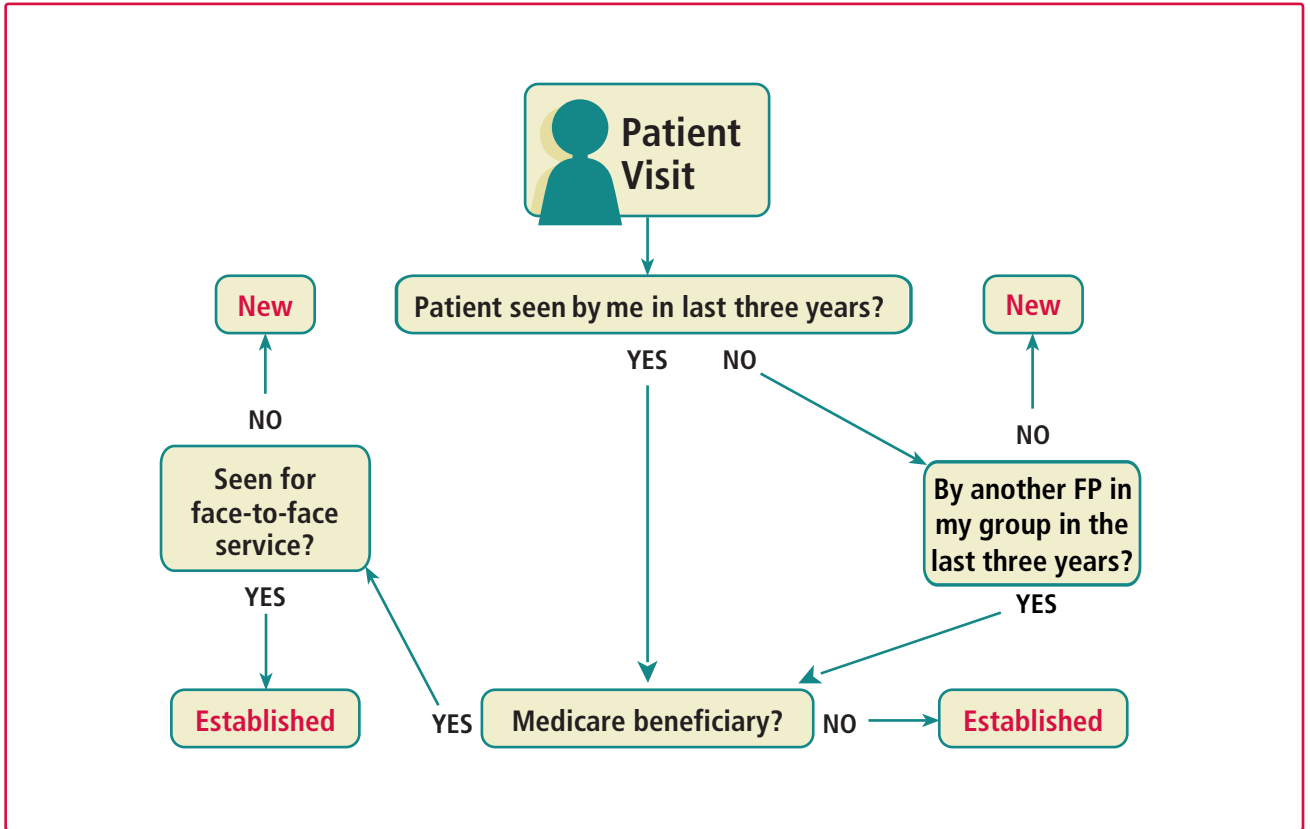 Patient
Visit
Patient seen by me in last three years?
YES
NO
New
NO
Seen for
face-to-face
service?
YES
Established
New
NO
By another FP in
my group in the
last three years?
YES
YES
Medicare beneficiary?
NO
Established